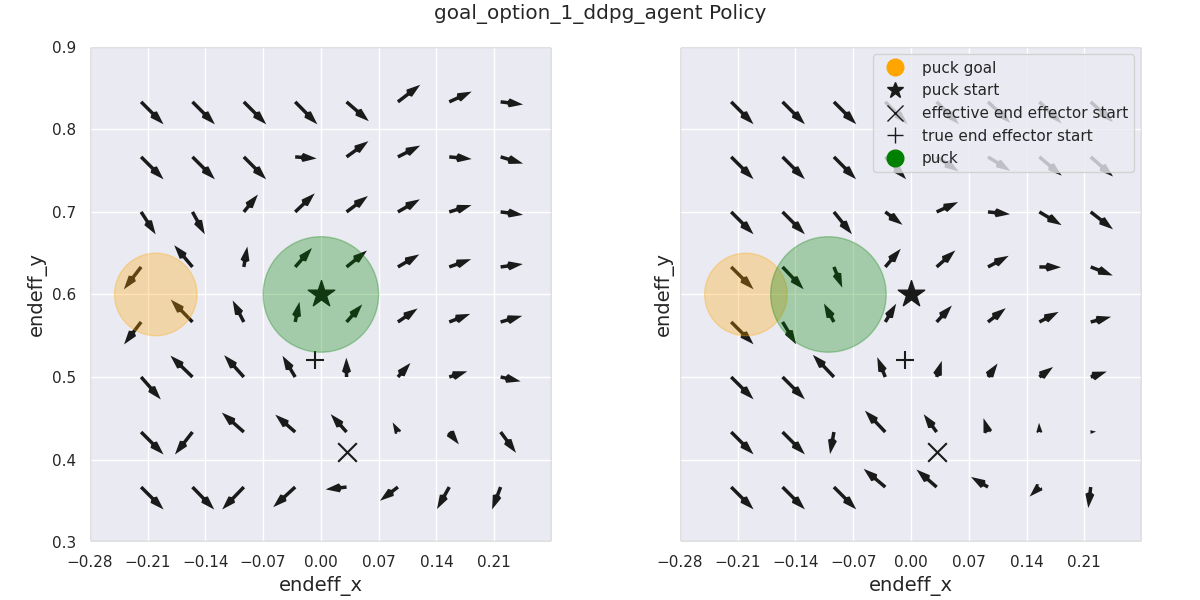 goal_option_1_ddpg_agent Policy
0.9
0.8
0.7
0.6
0.5
0.4
0.3
endeff_y
−0.28 −0.21 −0.14 −0.07 0.00 0.07 0.14 0.21
endeff_x
puck goal
puck start
effective end effector start
true end effector start
puck
endeff_y
−0.28 −0.21 −0.14 −0.07 0.00 0.07 0.14 0.21
endeff_x